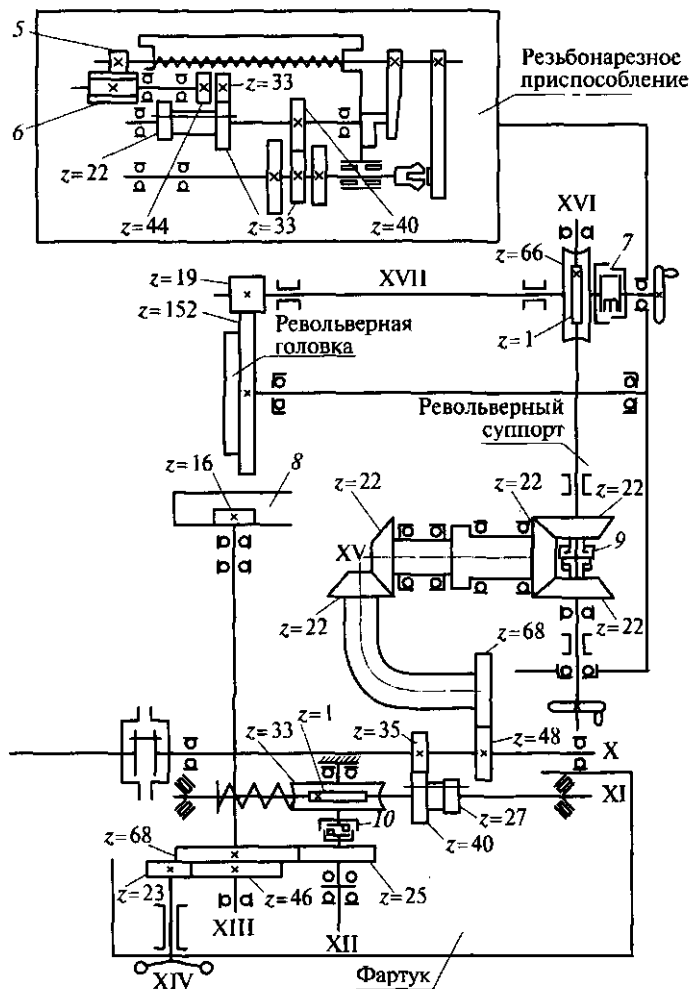 5
Резьбонарезное
приспособление
z=33
6
z=22
z=44
z=33
z=40
XVI
z=66
7
z=19
XVII
z=152
z=1
Револьверная
головка
Револьверный
суппорт
z=16
8
z=22
z=22
z=22
9
XV
z=22
z=68
z=22
z=1
z=33
z=35
z=48
X
XI
10
z=27
z=68
z=40
z=23
z=46
z=25
XIII
XII
XIV
Фартук